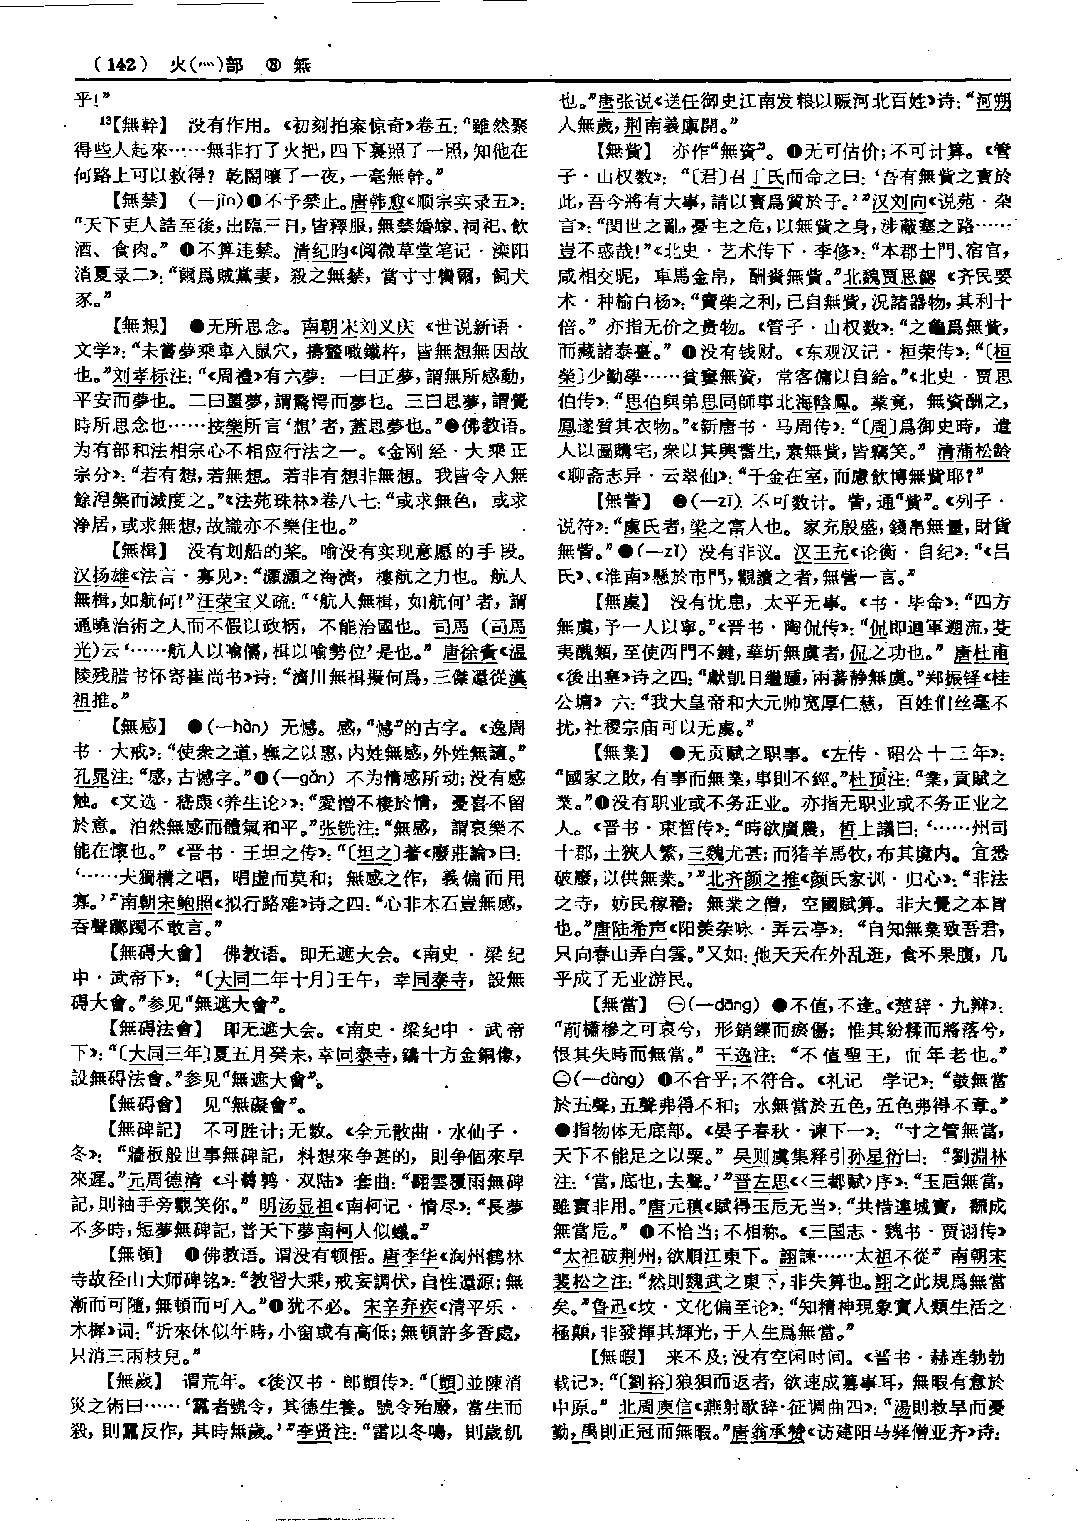 (142) 火(灬)部 ⑧ 無
乎!”
¹³【無幹】 没有作用。《初刻拍案惊奇》卷五:“雖然聚
得些人起來……無非打了火把,四下裏照了一照,知他在
何路上可以救得?乾鬧嚷了一夜,一毫無幹。”
【無禁】 (—jìn)❶不予禁止。唐韩愈《顺宗实录五》:
“天下吏人誥至後,出臨三日,皆釋服,無禁婚嫁、祠祀、飲
酒、食肉。” ❷不算违禁。清纪昀《阅微草堂笔记·滦阳
消夏录二》:“爾爲賊黨妻,殺之無禁,當寸寸臠爾,飼犬
豕。”
【無想】 ❶无所思念。南朝宋刘义庆《世说新语·
文学》:“未嘗夢乘車入鼠穴,擣韲噉鐵杵,皆無想無因故
也。”刘孝标注:“《周禮》有六夢:一曰正夢,謂無所感動,
平安而夢也。二曰噩夢,謂驚愕而夢也。三曰思夢,謂覺
時所思念也……按樂所言‘想’者,蓋思夢也。”❷佛教语。
为有部和法相宗心不相应行法之一。《金刚经·大乘正
宗分》:“若有想,若無想,若非有想非無想。我皆令入無
餘涅槃而滅度之。”《法苑珠林》卷八七:“或求無色,或求
淨居,或求無想,故識亦不樂住也。”
【無楫】 没有划船的桨。喻没有实现意愿的手段。
汉扬雄《法言·寡见》:“灝灝之海濟,樓航之力也。航人
無楫,如航何!”汪荣宝义疏:“‘航人無楫,如航何’者,謂
通曉治術之人而不假以政柄,不能治國也。司馬(司馬
光)云‘……航人以喻儒,楫以喻勢位’是也。”唐徐夤《温
陵残腊书怀寄崔尚书》诗:“濟川無楫擬何爲,三傑還從漢
祖推。”
【無感】 ❶(—hàn) 无憾。感,“憾”的古字。《逸周
书·大戒》:“使衆之道,撫之以惠,内姓無感,外姓無謫。”
孔晁注:“感,古憾字。”❷(—gǎn) 不为情感所动;没有感
触。《文选·嵇康〈养生论〉》:“愛憎不棲於情,憂喜不留
於意。泊然無感而體氣和平。”张铣注:“無感,謂哀樂不
能在懷也。”《晋书·王坦之传》:“〔坦之〕著《廢莊論》曰:
‘……大獨構之唱,唱虚而莫和;無感之作,義偏而用
寡。’”南朝宋鲍照《拟行路难》诗之四:“心非木石豈無感,
吞聲躑躅不敢言。”
【無碍大會】 佛教语。即无遮大会。《南史·梁纪
中·武帝下》:“〔大同二年十月〕壬午,幸同泰寺,設無
碍大會。”参见“無遮大會”。
【無碍法會】 即无遮大会。《南史·梁纪中·武帝
下》:“〔大同三年〕夏五月癸未,幸同泰寺,鑄十方金銅像,
設無碍法會。”参见“無遮大會”。
【無碍會】 见“無礙會”。
【無碑記】 不可胜计;无数。《全元散曲·水仙子·
冬》:“牆板般世事無碑記,料想來争甚的,則争個來早
來遲。”元周德清《斗鹌鹑·双陆》套曲:“翻雲覆雨無碑
記,則袖手旁觀笑你。”明汤显祖《南柯记·情尽》:“長夢
不多時,短夢無碑記,普天下夢南柯人似蟻。”
【無頓】 ❶佛教语。谓没有顿悟。唐李华《润州鹤林
寺故径山大师碑铭》:“教習大乘,戒妄調伏,自性還源;無
漸而可隨,無頓而可入。”❷犹不必。宋辛弃疾《清平乐·
木樨》词:“折來休似年時,小窗或有高低;無頓許多香處,
只消三兩枝兒。”
【無歲】 谓荒年。《後汉书·郎顗传》:“〔顗〕並陳消
災之術曰……‘雷者號令,其德生養。號令殆廢,當生而
殺,則雷反作,其時無歲。’”李贤注:“雷以冬鳴,則歲飢
也。”唐张说《送任御史江南发粮以赈河北百姓》诗:“河朔
人無歲,荆南義廩開。”
【無貲】 亦作“無資”。❶无可估价;不可计算。《管
子·山权数》:“〔君〕召丁氏而命之曰:‘吾有無貲之寳於
此,吾今將有大事,請以寳爲質於子。’”汉刘向《说苑·杂
言》:“閔世之亂,憂主之危,以無貲之身,涉蔽塞之路……
豈不惑哉!”《北史·艺术传下·李修》:“本郡士門、宿官,
咸相交昵,車馬金帛,酬賫無貲。”北魏贾思勰《齐民要
术·种榆白杨》:“賣柴之利,已自無貲,況諸器物,其利十
倍。”亦指无价之贵物。《管子·山权数》:“之龜爲無貲,
而藏諸泰臺。” ❷没有钱财。《东观汉记·桓荣传》:“〔桓
榮〕少勤學……貧窶無資,常客傭以自給。”《北史·贾思
伯传》:“思伯與弟思同師事北海陰鳳。業竟,無資酬之,
鳳遂質其衣物。”《新唐书·马周传》:“〔周〕爲御史時,遣
人以圖購宅,衆以其興書生,素無貲,皆竊笑。”清蒲松龄
《聊斋志异·云翠仙》:“千金在室,而慮飲博無貲耶?”
【無訾】 ❶(—zī) 不可数计。訾,通“貲”。《列子·
说符》:“虞氏者,梁之富人也。家充殷盛,錢帛無量,財貨
無訾。”❷(—zǐ) 没有非议。汉王充《论衡·自纪》:“《吕
氏》、《淮南》懸於市門,觀讀之者,無訾一言。”
【無虞】 没有忧患,太平无事。《书·毕命》:“四方
無虞,予一人以寧。”《晋书·陶侃传》:“侃即迴軍遡流,芟
夷醜類,至使西門不鍵,華圻無虞者,侃之功也。”唐杜甫
《後出塞》诗之四:“獻凱日繼踵,兩蕃静無虞。”郑振铎《桂
公塘》六:“我大皇帝和大元帅宽厚仁慈,百姓们丝毫不
扰,社稷宗庙可以无虞。”
【無業】 ❶无贡赋之职事。《左传·昭公十三年》:
“國家之敗,有事而無業,事則不經。”杜预注:“業,貢賦之
業。”❷没有职业或不务正业。亦指无职业或不务正业之
人。《晋书·束晳传》:“時欲廣農,晳上議曰:‘……州司
十郡,土狹人繁,三魏尤甚;而猪羊馬牧,布其境内。宜悉
破廢,以供無業。’”北齐颜之推《颜氏家训·归心》:“非法
之寺,妨民稼穡;無業之僧,空國賦算。非大覺之本旨
也。”唐陆希声《阳羡杂咏·弄云亭》:“自知無業致吾君,
只向春山弄白雲。”又如:他天天在外乱逛,食不果腹,几
乎成了无业游民。
【無當】 ㊀(—dāng) ❶不值,不逢。《楚辞·九辩》:
“萷櫹槮之可哀兮,形銷鑠而瘀傷;惟其紛糅而將落兮,
恨其失時而無當。”王逸注:“不值聖王,而年老也。”
㊁(—dàng) ❶不合乎;不符合。《礼记 学记》:“鼓無當
於五聲,五聲弗得不和;水無當於五色,五色弗得不章。”
❷指物体无底部。《晏子春秋·谏下一》:“寸之管無當,
天下不能足之以粟。”吴则虞集释引孙星衍曰:“劉淵林
注:‘當,底也,去聲。’”晋左思《〈三都赋〉序》:“玉巵無當,
雖寳非用。”唐元稹《赋得玉卮无当》:“共惜連城寳,翻成
無當巵。” ❸不恰当;不相称。《三国志·魏书·贾诩传》
“太祖破荆州,欲順江東下。詡諫……太祖不從”南朝宋
裴松之注:“然則魏武之東下,非失算也。詡之此規爲無當
矣。”鲁迅《坟·文化偏至论》:“知精神現象實人類生活之
極顛,非發揮其輝光,于人生爲無當。”
【無暇】 来不及;没有空闲时间。《晋书·赫连勃勃
载记》:“〔劉裕〕狼狽而返者,欲速成篡事耳,無暇有意於
中原。”北周庾信《燕射歌辞·征调曲四》:“湯則救旱而憂
勤,禹則正冠而無暇。”唐翁承赞《访建阳马驿僧亚齐》诗: